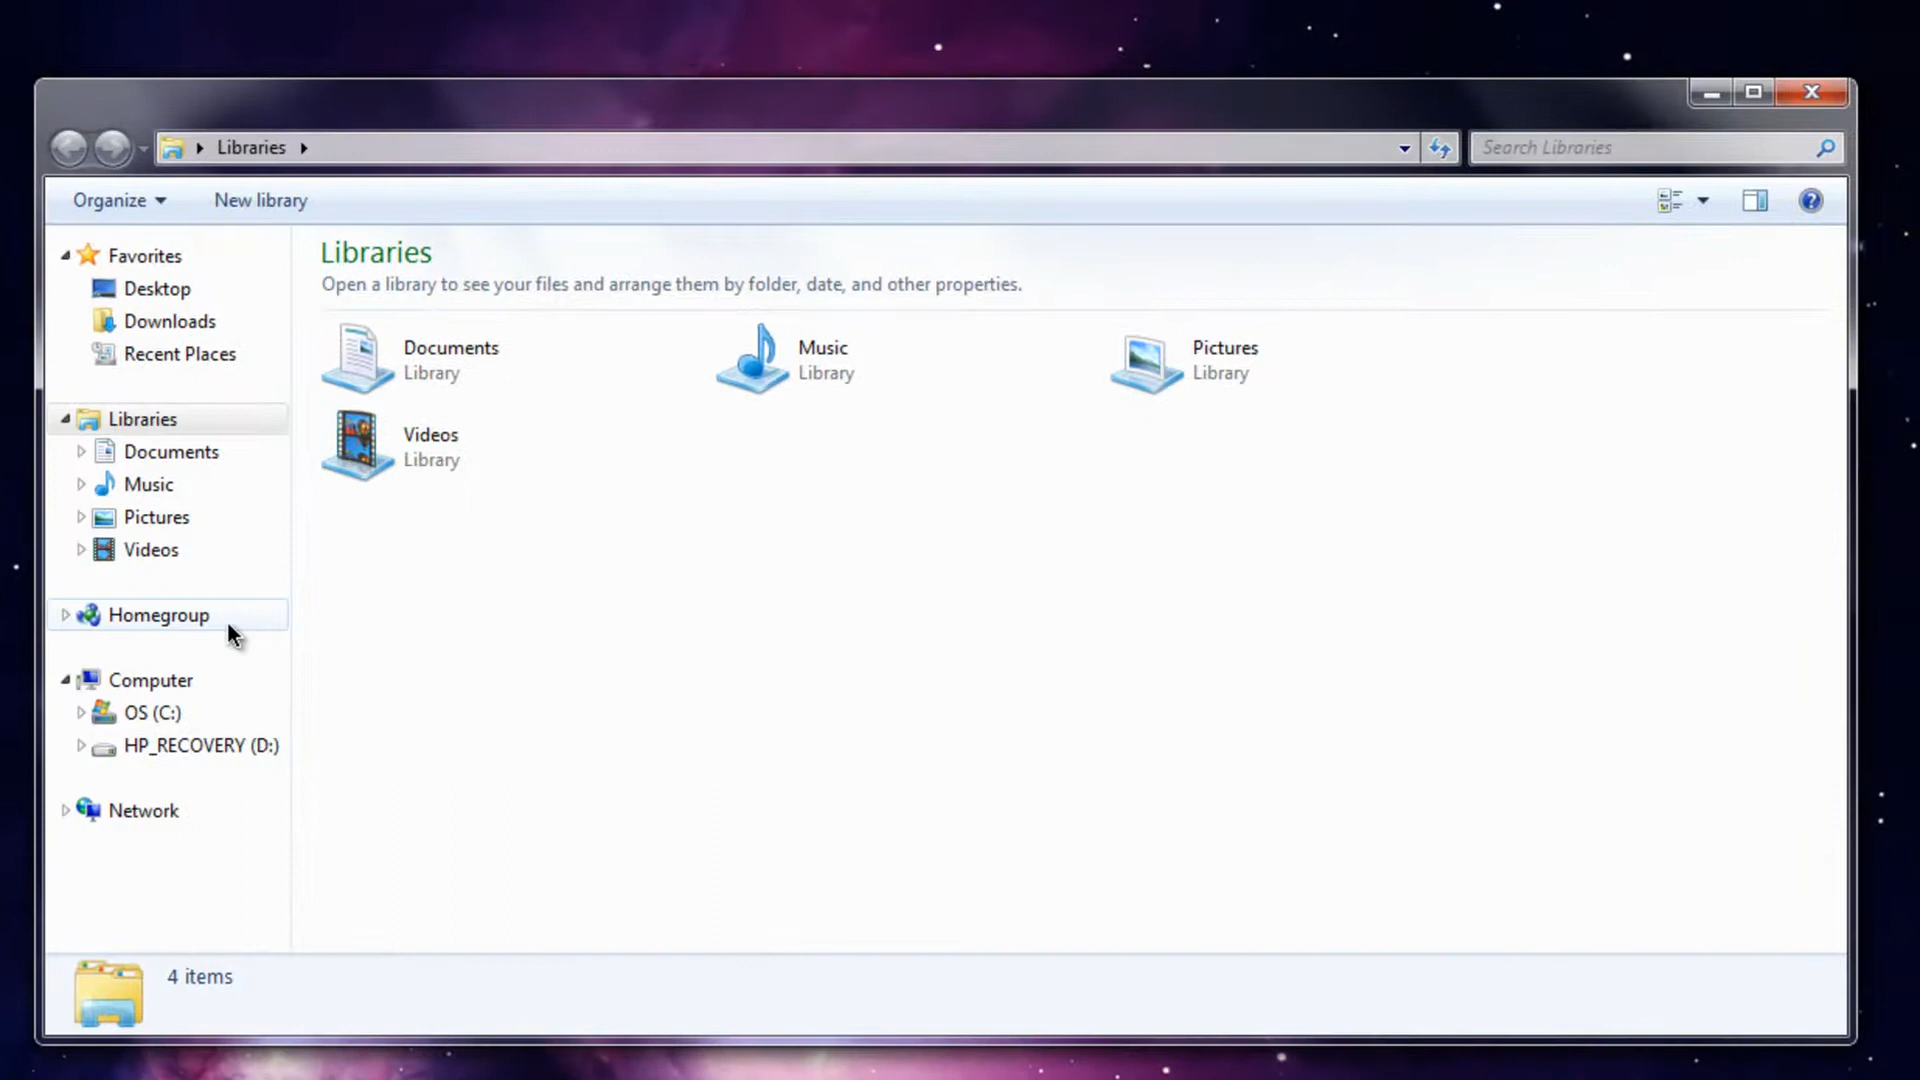 Libraries
Search Libraries
Organize
New library
Favorites
Desktop
Downloads
Recent Places
Libraries
Documents
Music
Pictures
Videos
Homegroup
Computer
OS (C:)
HP_RECOVERY (D:)
Network
Libraries
Open a library to see your files and arrange them by folder, date, and other properties.
Documents
Library
Music
Library
Pictures
Library
Videos
Library
4 items